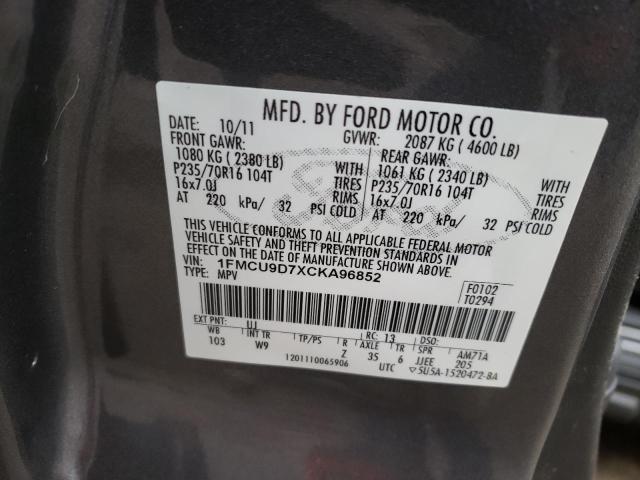 MFD. BY FORD MOTOR CO.
DATE: 10/11 GVWR: 2087 KG ( 4600 LB)
FRONT GAWR: REAR GAWR:
1080 KG ( 2380 LB) 1061 KG ( 2340 LB)
P235/70R16 104T TIRES P235/70R16 104T TIRES
16x7.0J RIMS 16x7.0J RIMS
AT 220 kPa/ 32 PSI COLD AT 220 kPa/ 32 PSI COLD
THIS VEHICLE CONFORMS TO ALL APPLICABLE FEDERAL MOTOR
VEHICLE SAFETY AND THEFT PREVENTION STANDARDS IN
EFFECT ON THE DATE OF MANUFACTURE SHOWN ABOVE.
VIN: 1FMCU9D7XCKA96852
TYPE: MPV
F0102
T0294
EXT PNT: UJ RC: 13 DSO:
WB INT TR TP/PS R AXLE TR SPR AM71A
103 W9 Z 35 6 JJEE 205
1201110065906 UTC ▽5U5A-1520472-8A
Ford